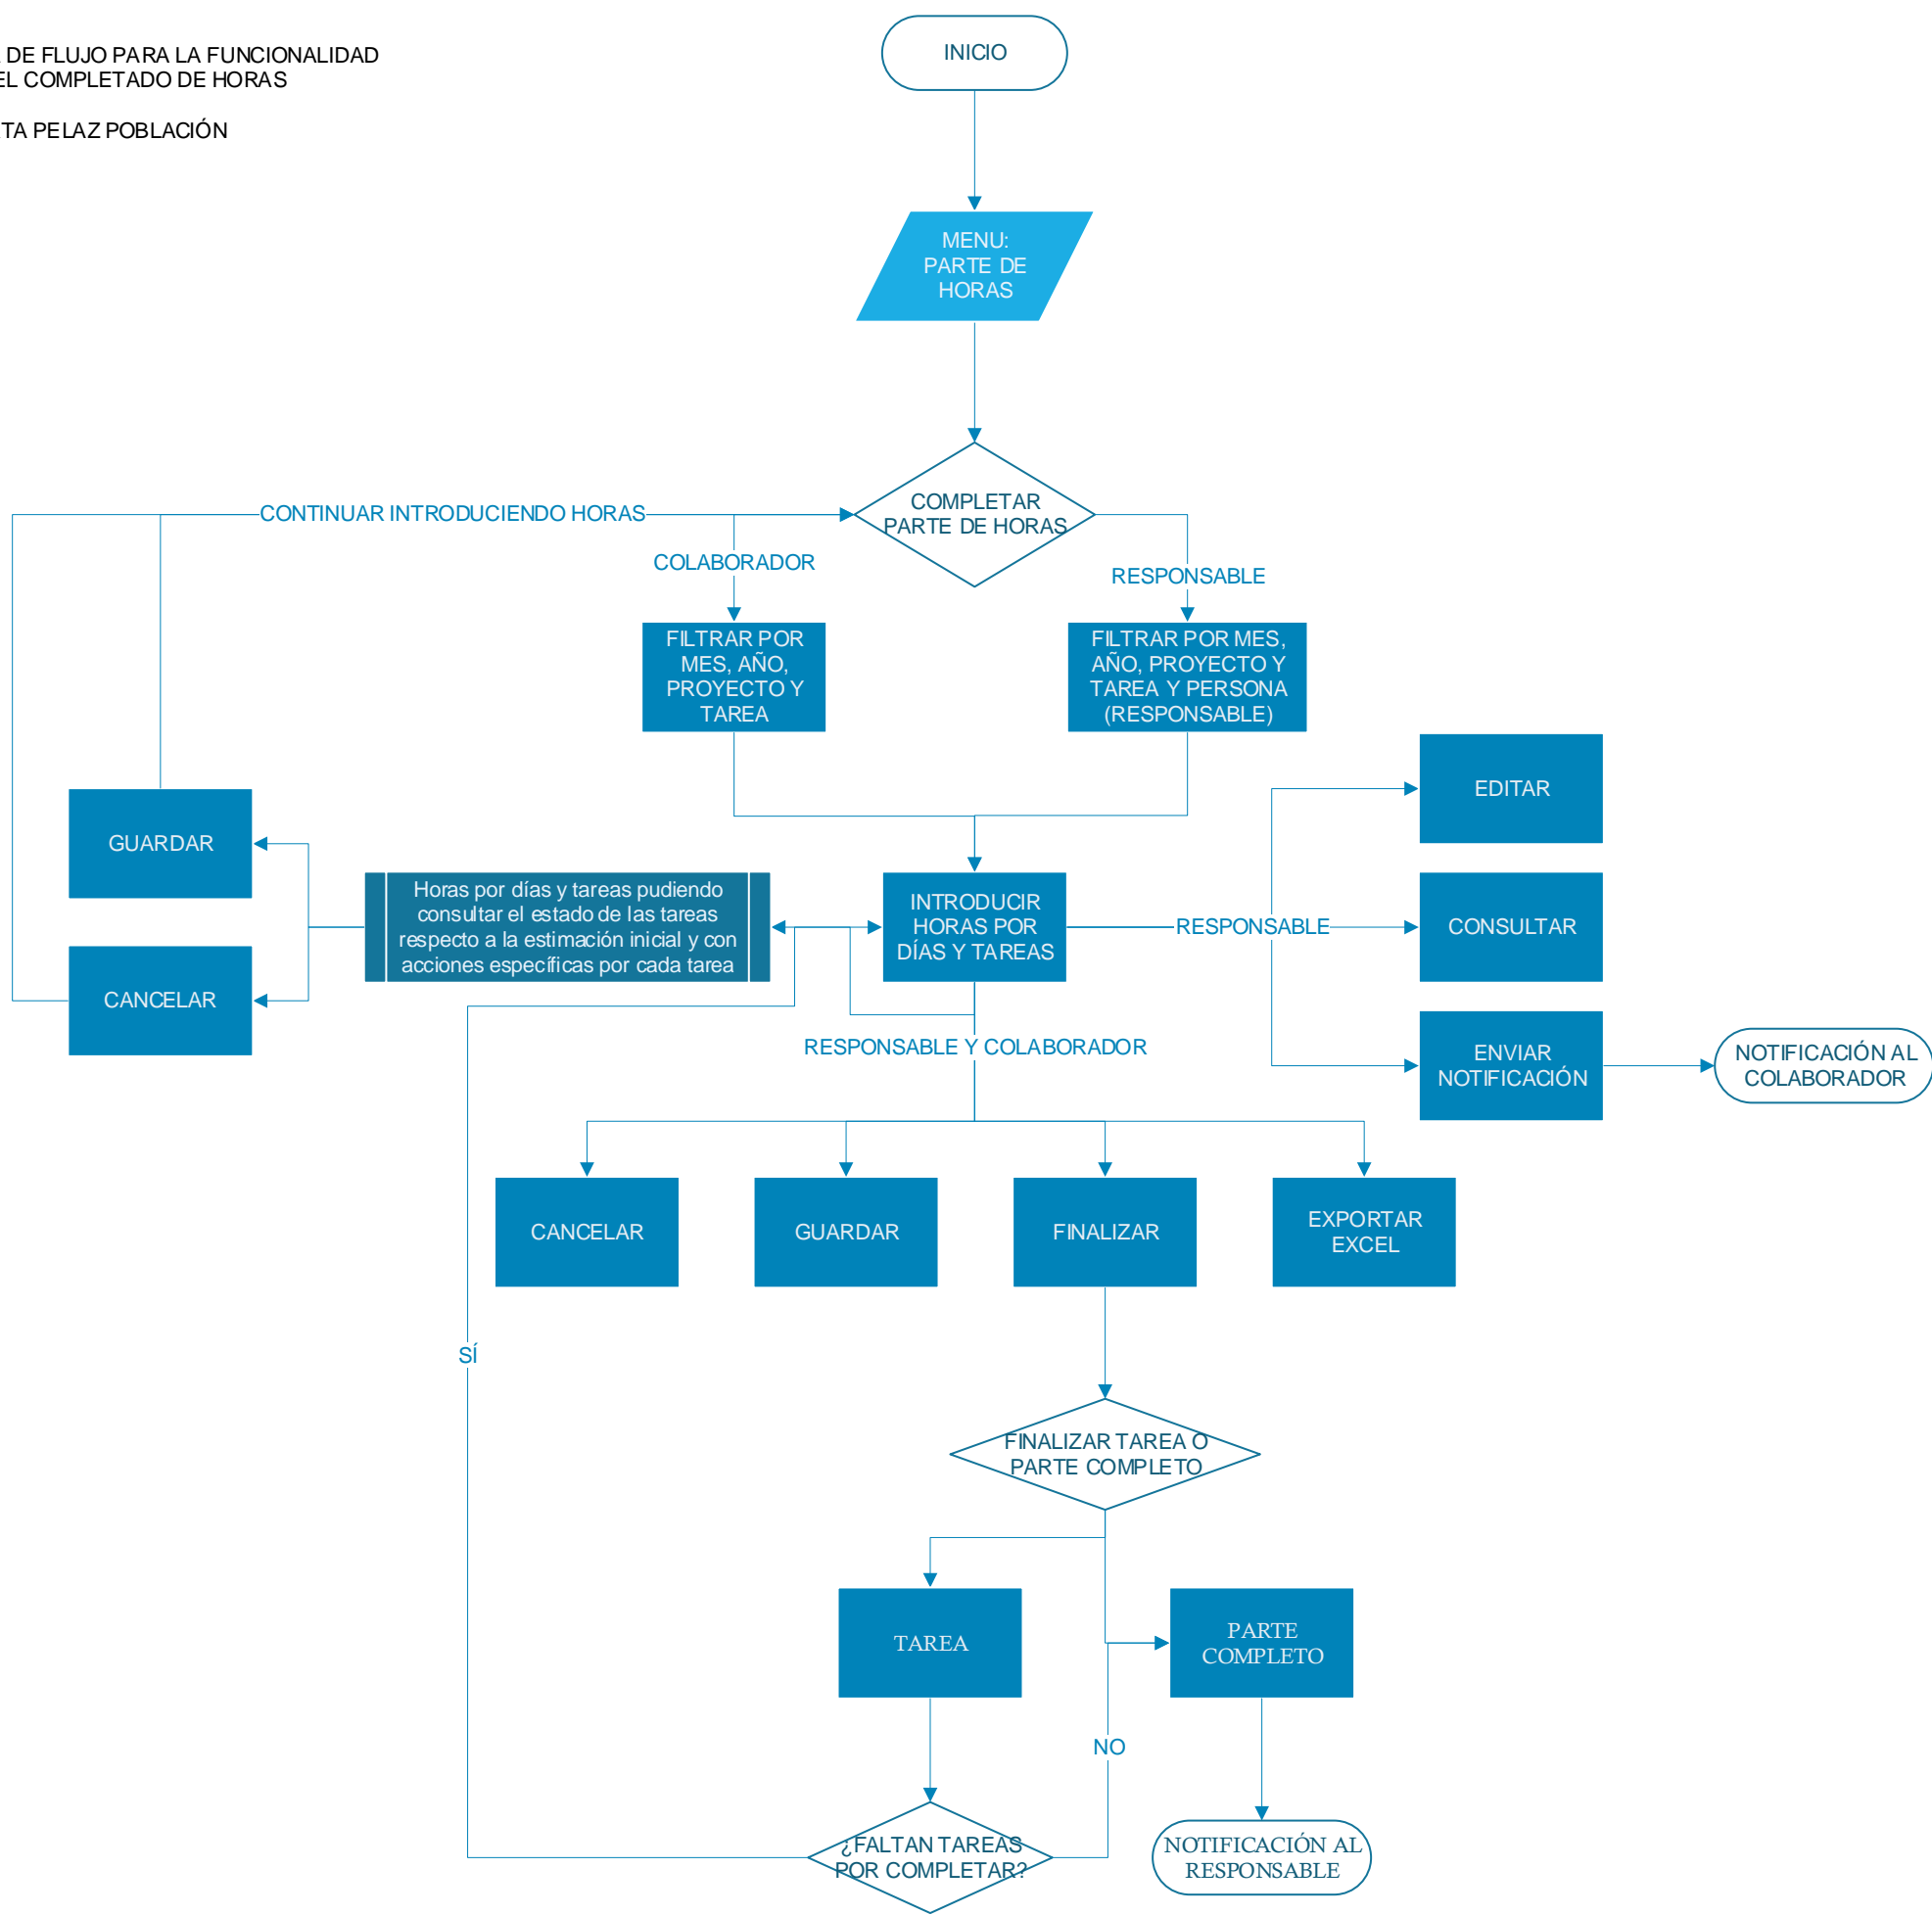 DE FLUJO PARA LA FUNCIONALIDAD
EL COMPLETADO DE HORAS
TA PELAZ POBLACIÓN
INICIO
MENU:
PARTE DE
HORAS
COMPLETAR
PARTE DE HORAS
CONTINUAR INTRODUCIENDO HORAS
COLABORADOR
RESPONSABLE
FILTRAR POR
MES, AÑO,
PROYECTO Y
TAREA
FILTRAR POR MES,
AÑO, PROYECTO Y
TAREA Y PERSONA
(RESPONSABLE)
EDITAR
GUARDAR
Horas por días y tareas pudiendo
consultar el estado de las tareas
respecto a la estimación inicial y con
acciones específicas por cada tarea
INTRODUCIR
HORAS POR
DÍAS Y TAREAS
RESPONSABLE
CONSULTAR
CANCELAR
RESPONSABLE Y COLABORADOR
ENVIAR
NOTIFICACIÓN
NOTIFICACIÓN AL
COLABORADOR
CANCELAR
GUARDAR
FINALIZAR
EXPORTAR
EXCEL
SÍ
FINALIZAR TAREA O
PARTE COMPLETO
TAREA
PARTE
COMPLETO
NO
¿FALTAN TAREAS
POR COMPLETAR?
NOTIFICACIÓN AL
RESPONSABLE